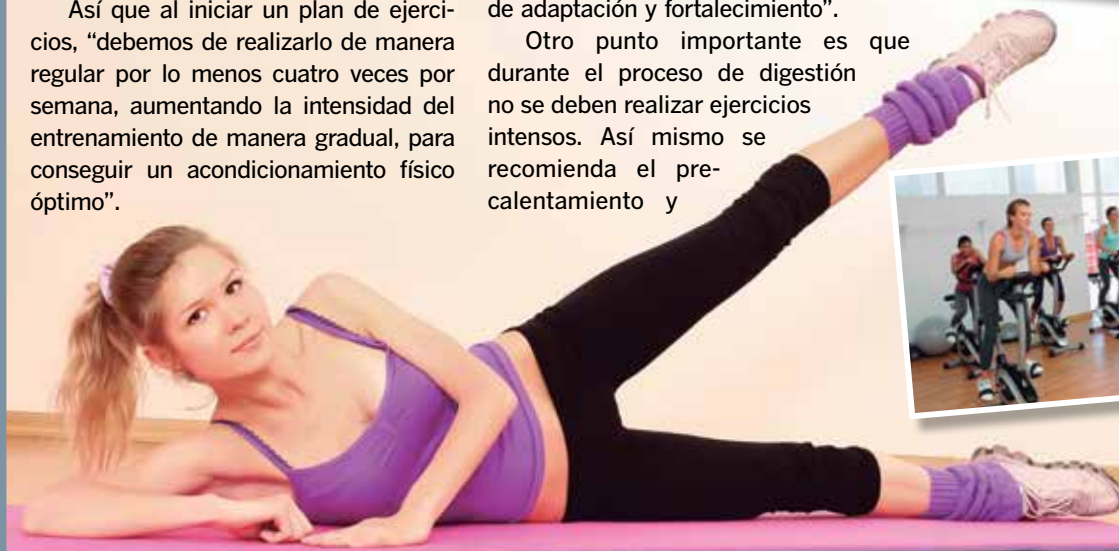 Así que al iniciar un plan de ejerci-
cios, “debemos de realizarlo de manera
regular por lo menos cuatro veces por
semana, aumentando la intensidad del
entrenamiento de manera gradual, para
conseguir un acondicionamiento físico
óptimo”.
de adaptación y fortalecimiento”.
Otro punto importante es que
durante el proceso de digestión
no se deben realizar ejercicios
intensos. Así mismo se
recomienda el pre-
calentamiento y